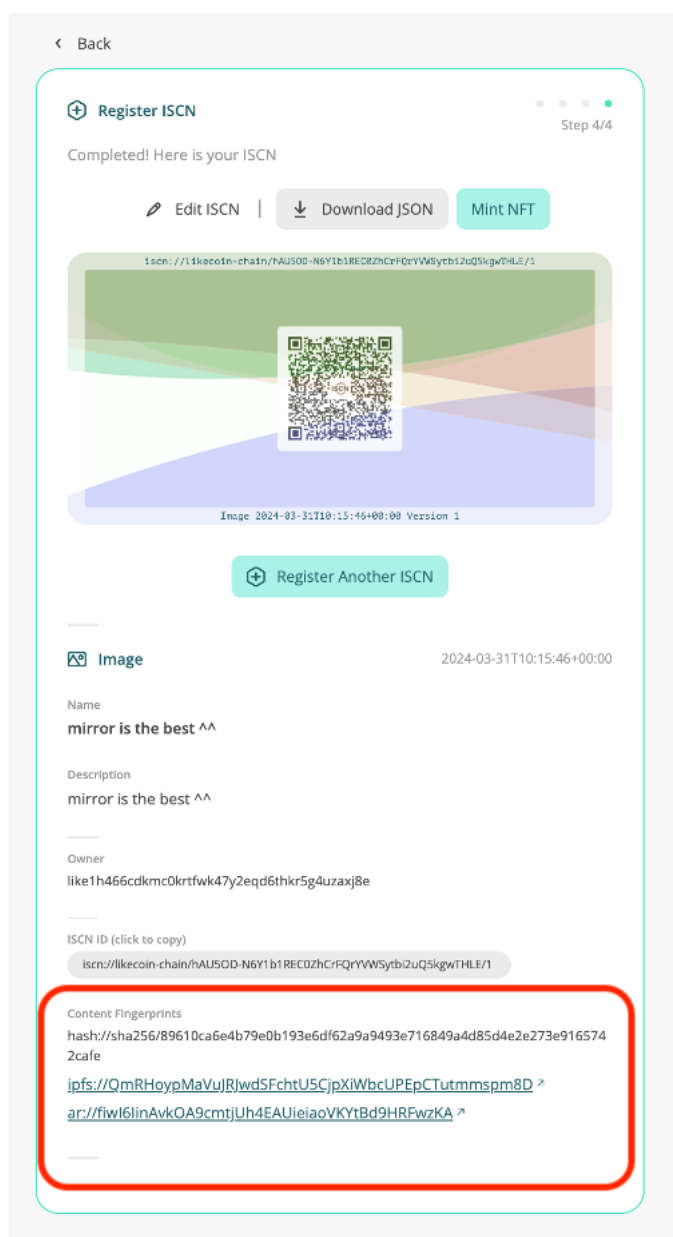 Back
Register ISCN
Step 4/4
Completed! Here is your ISCN
Edit ISCN | Download JSON Mint NFT
iscn://likecoin-chain/hAU5OD-N6Y1b1REC0ZhCrFQrYVWSytbi2uQ5kgwTHLE/1
ISCN
Image 2024-03-31T10:15:46+00:00 Version 1
Register Another ISCN
Image 2024-03-31T10:15:46+00:00
Name
mirror is the best ^^
Description
mirror is the best ^^
Owner
like1h466cdkmc0krtfwk47y2eqd6thkr5g4uzaxj8e
ISCN ID (click to copy)
iscn://likecoin-chain/hAU5OD-N6Y1b1REC0ZhCrFQrYVWSytbi2uQ5kgwTHLE/1
Content Fingerprints
hash://sha256/89610ca6e4b79e0b193e6df62a9a9493e716849a4d85d4e2e273e916574
2cafe
ipfs://QmRHoypMaVuJRJwdSFchtU5CjpXiWbcUPEpCTutmmspm8D
ar://fiwI6linAvkOA9cmtjUh4EAUieiaoVKYtBd9HRFwzKA